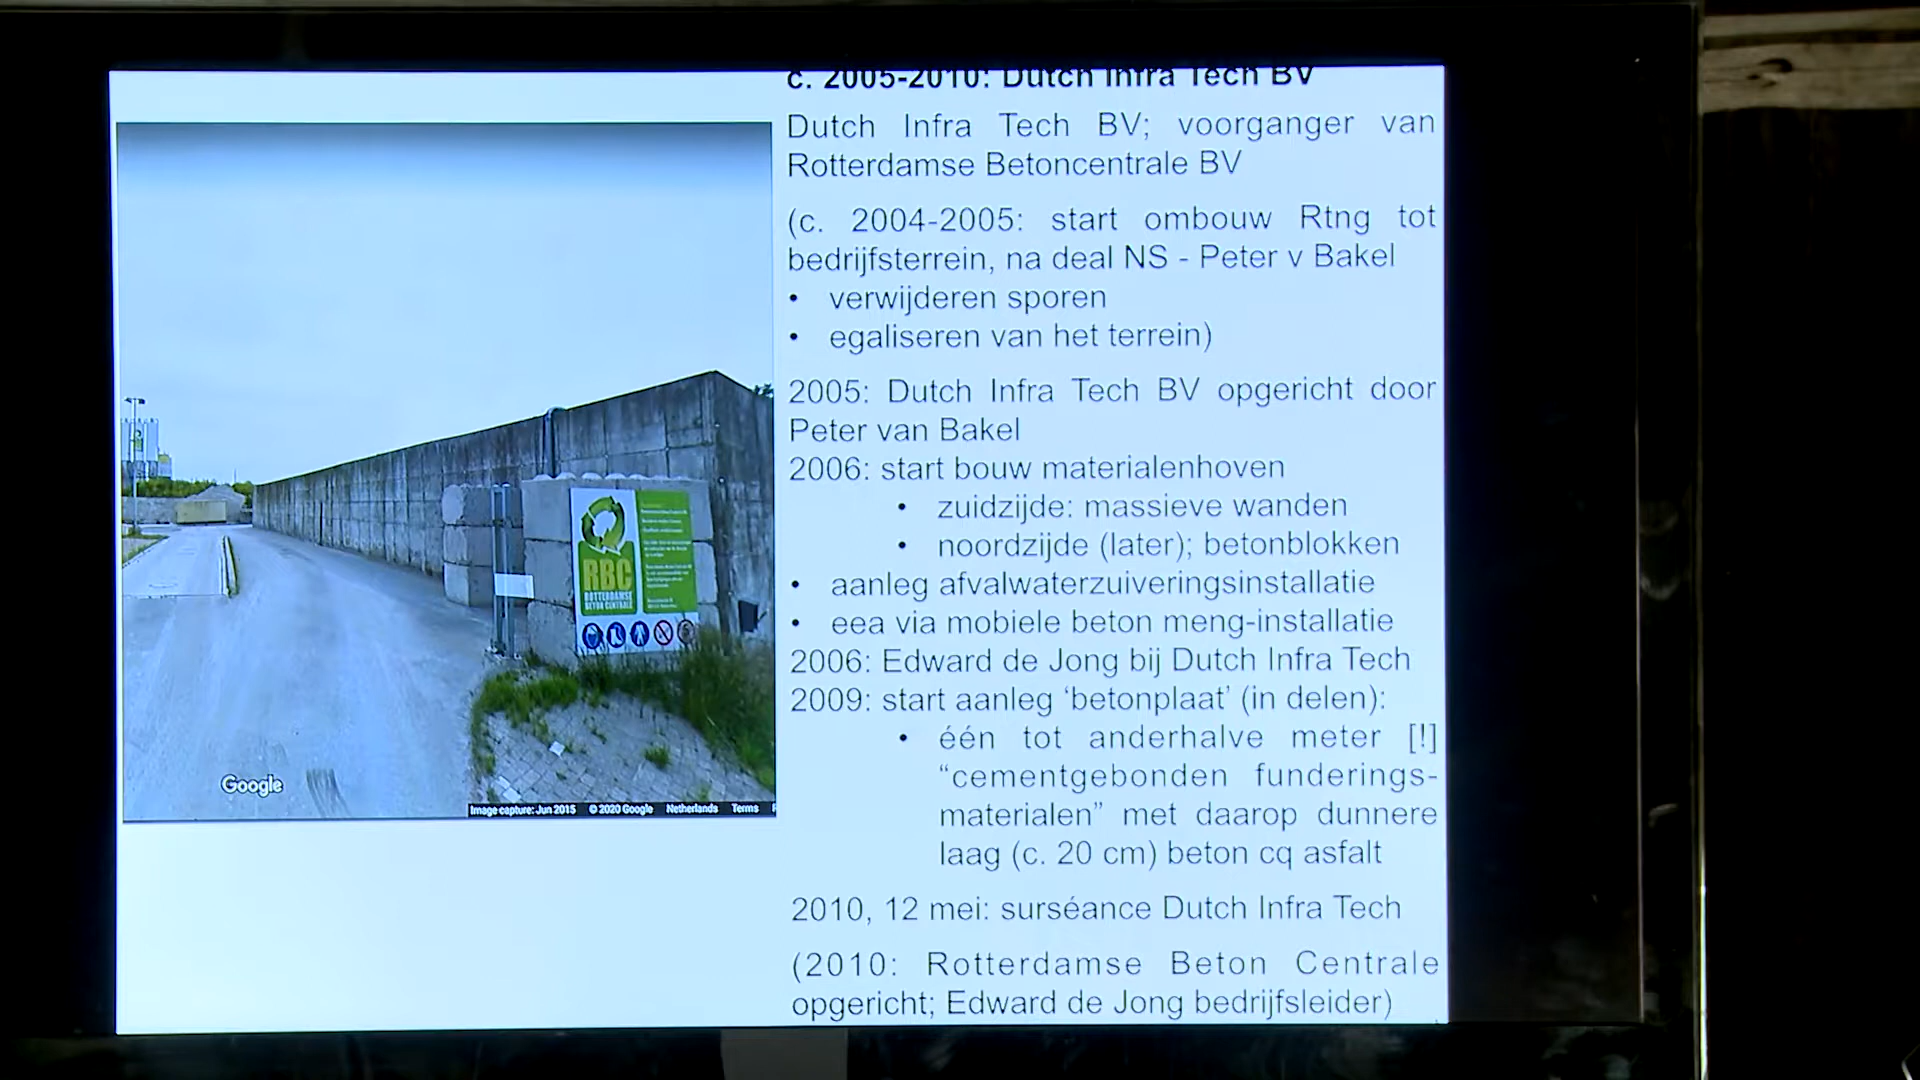 c. 2005-2010: Dutch Infra Tech BV
Dutch Infra Tech BV; voorganger van
Rotterdamse Betoncentrale BV
(c. 2004-2005: start ombouw Rtng tot
bedrijfsterrein, na deal NS - Peter v Bakel
• verwijderen sporen
• egaliseren van het terrein)
2005: Dutch Infra Tech BV opgericht door
Peter van Bakel
2006: start bouw materialenhoven
• zuidzijde: massieve wanden
• noordzijde (later); betonblokken
• aanleg afvalwaterzuiveringsinstallatie
• eea via mobiele beton meng-installatie
2006: Edward de Jong bij Dutch Infra Tech
2009: start aanleg ‘betonplaat’ (in delen):
• één tot anderhalve meter [!]
“cementgebonden funderings-
materialen” met daarop dunnere
laag (c. 20 cm) beton cq asfalt
2010, 12 mei: surséance Dutch Infra Tech
(2010: Rotterdamse Beton Centrale
opgericht; Edward de Jong bedrijfsleider)
RBC
ROTTERDAMSE
BETON CENTRALE
Google
Image capture: Jun 2015 © 2020 Google Netherlands Terms